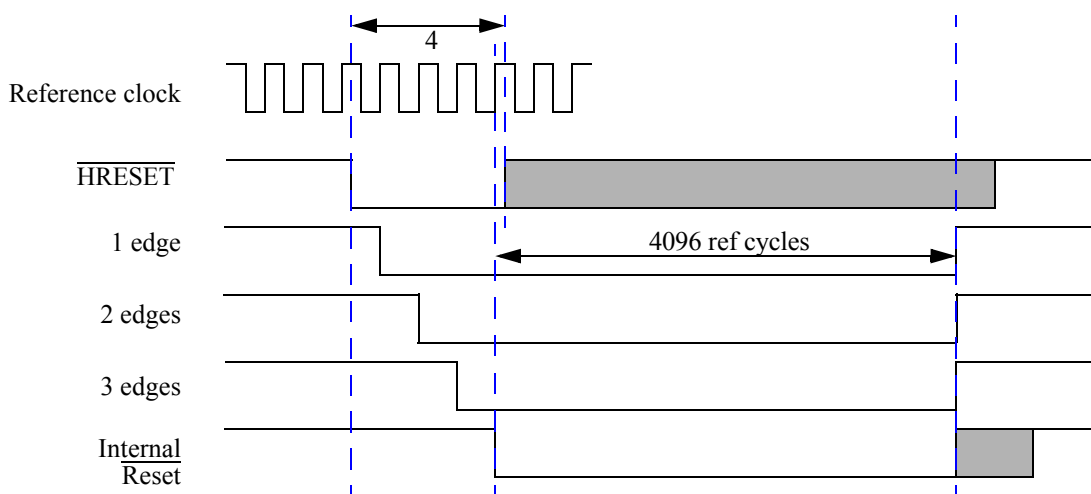 4
Reference clock
HRESET
1 edge
4096 ref cycles
2 edges
3 edges
Internal
Reset